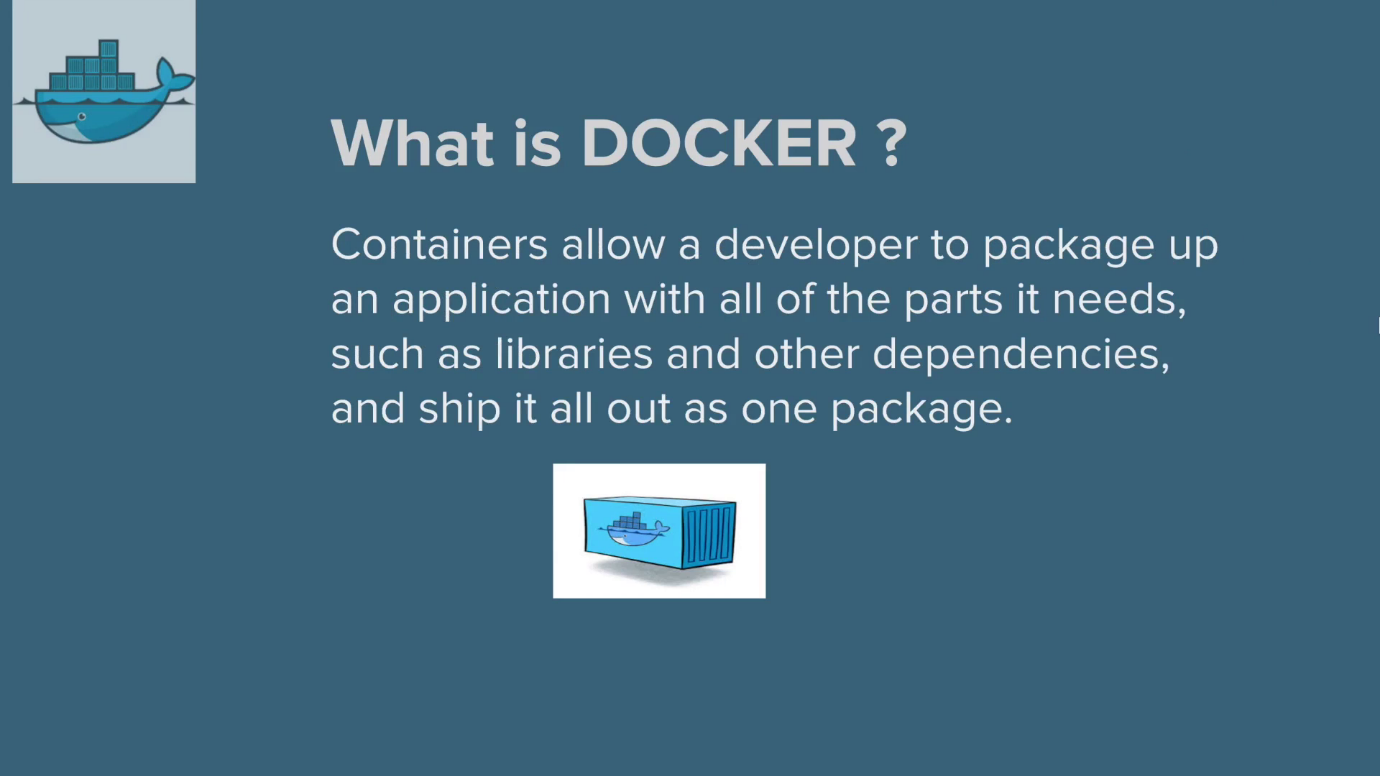 What is DOCKER ?
Containers allow a developer to package up
an application with all of the parts it needs,
such as libraries and other dependencies,
and ship it all out as one package.